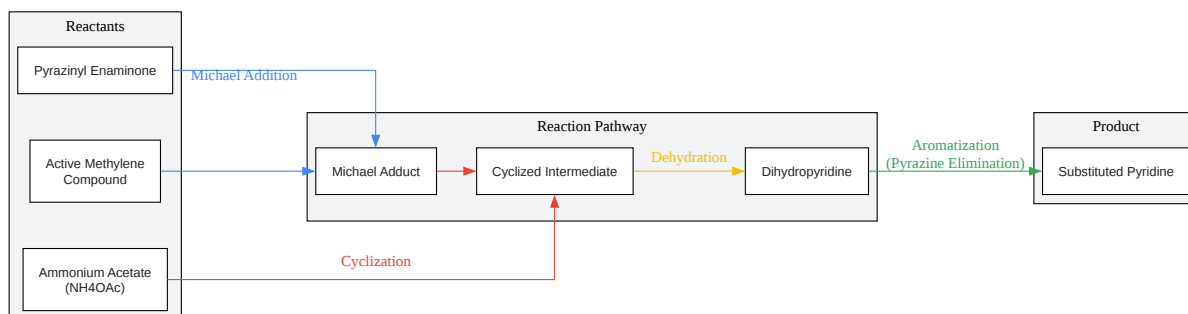 Reactants
Pyrazinyl Enaminone
Michael Addition
Active Methylene
Compound
Ammonium Acetate
(NH4OAc)
Cyclization
Reaction Pathway
Michael Adduct
Cyclized Intermediate
Dehydration
Dihydropyridine
Aromatization
(Pyrazine Elimination)
Product
Substituted Pyridine